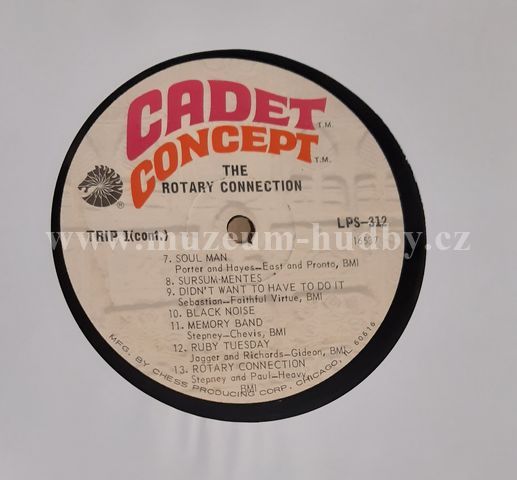 CADET T.M.
CONCEPT T.M.
THE
ROTARY CONNECTION
®
TRIP 1(cont.)
LPS-312
16537
www.muzeum-hudby.cz
7. SOUL MAN
Porter and Hayes—East and Pronto, BMI
8. SURSUM-MENTES
9. DIDN'T WANT TO HAVE TO DO IT
Sebastian—Faithful Virtue, BMI
10. BLACK NOISE
11. MEMORY BAND
Stepney—Chevis, BMI
12. RUBY TUESDAY
Jagger and Richards—Gideon, BMI
13. ROTARY CONNECTION
Stepney and Paul—Heavy,
BMI
MFG. BY CHESS PRODUCING CORP. CHICAGO, IL 60616